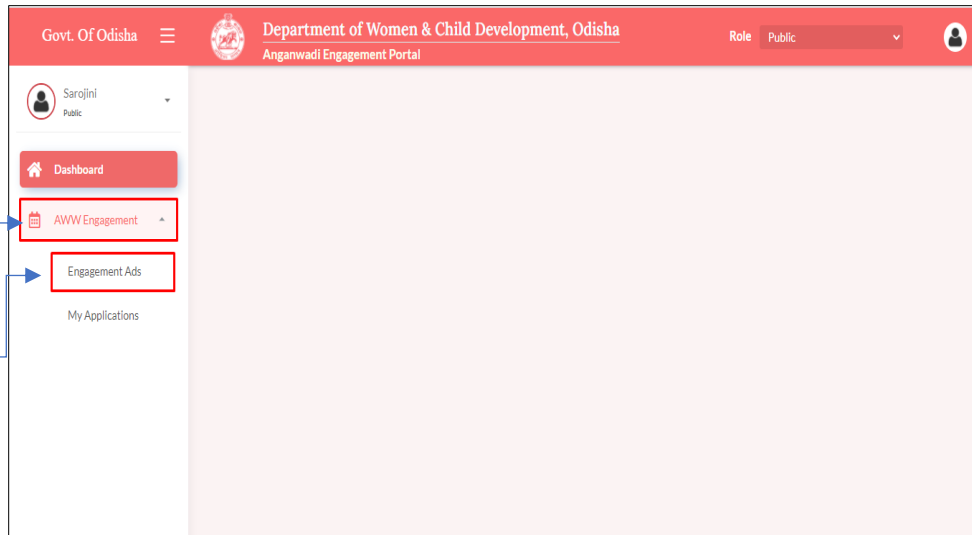 Govt. Of Odisha
Department of Women & Child Development, Odisha
Anganwadi Engagement Portal
Role Public
Sarojini
Public
Dashboard
AWW Engagement
Engagement Ads
My Applications